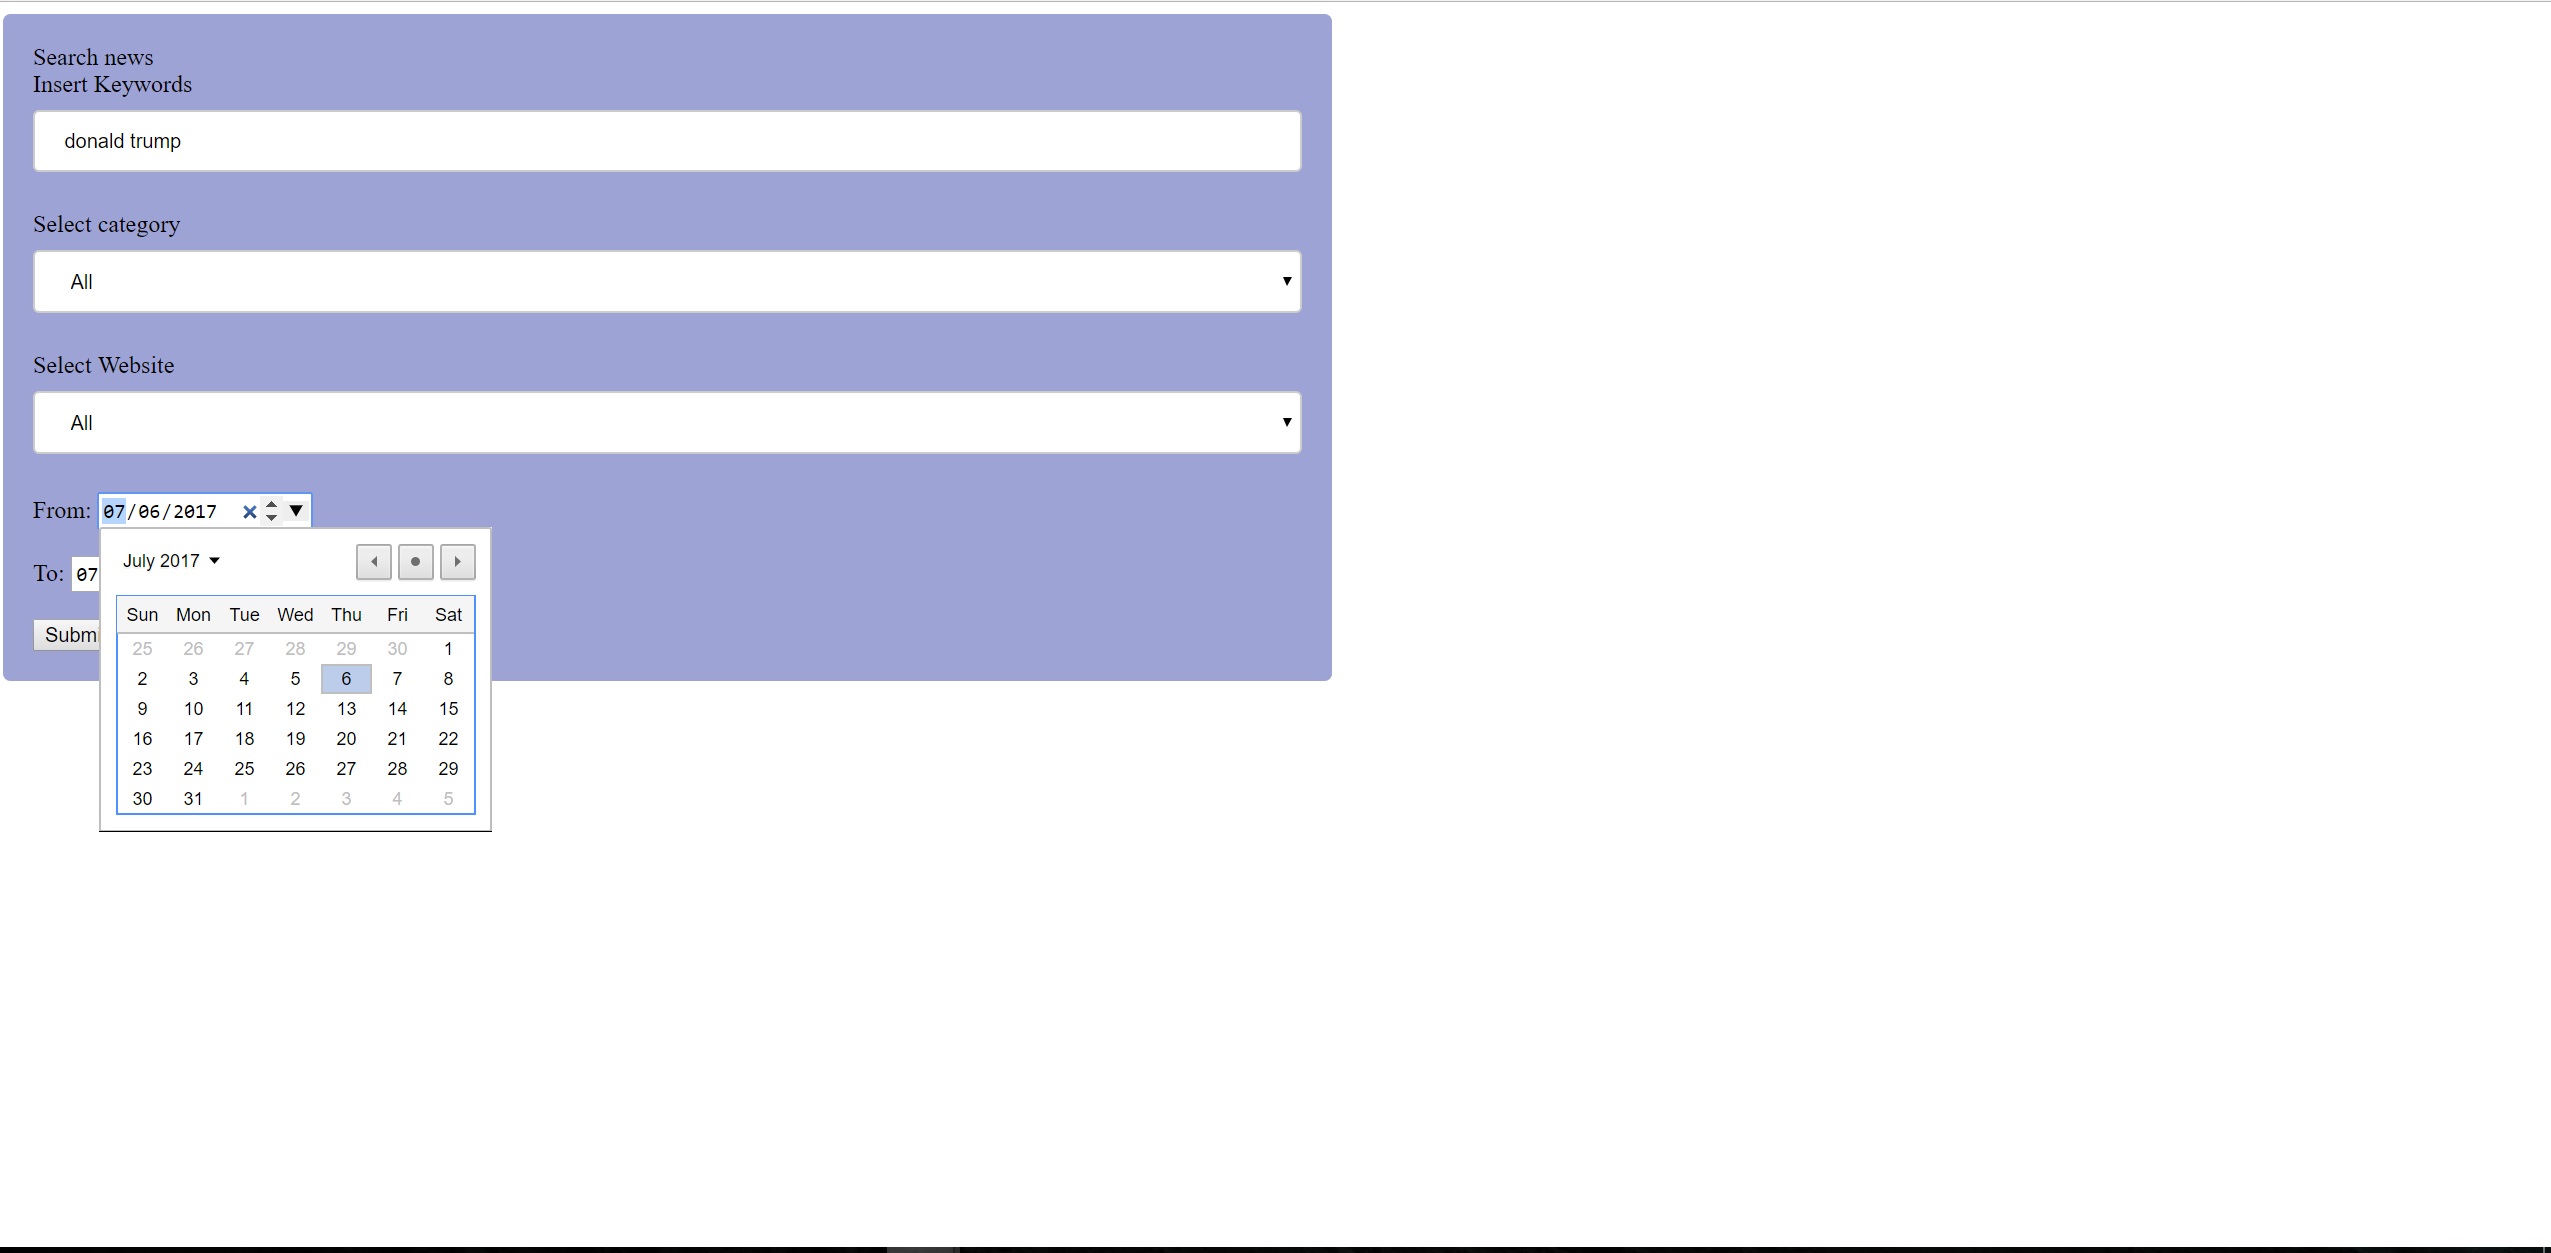 Search news
Insert Keywords
donald trump
Select category
All
Select Website
All
From: 07/06/2017
To: 07
July 2017
Sun Mon Tue Wed Thu Fri Sat
25 26 27 28 29 30 1
2 3 4 5 6 7 8
9 10 11 12 13 14 15
16 17 18 19 20 21 22
23 24 25 26 27 28 29
30 31 1 2 3 4 5
Submi